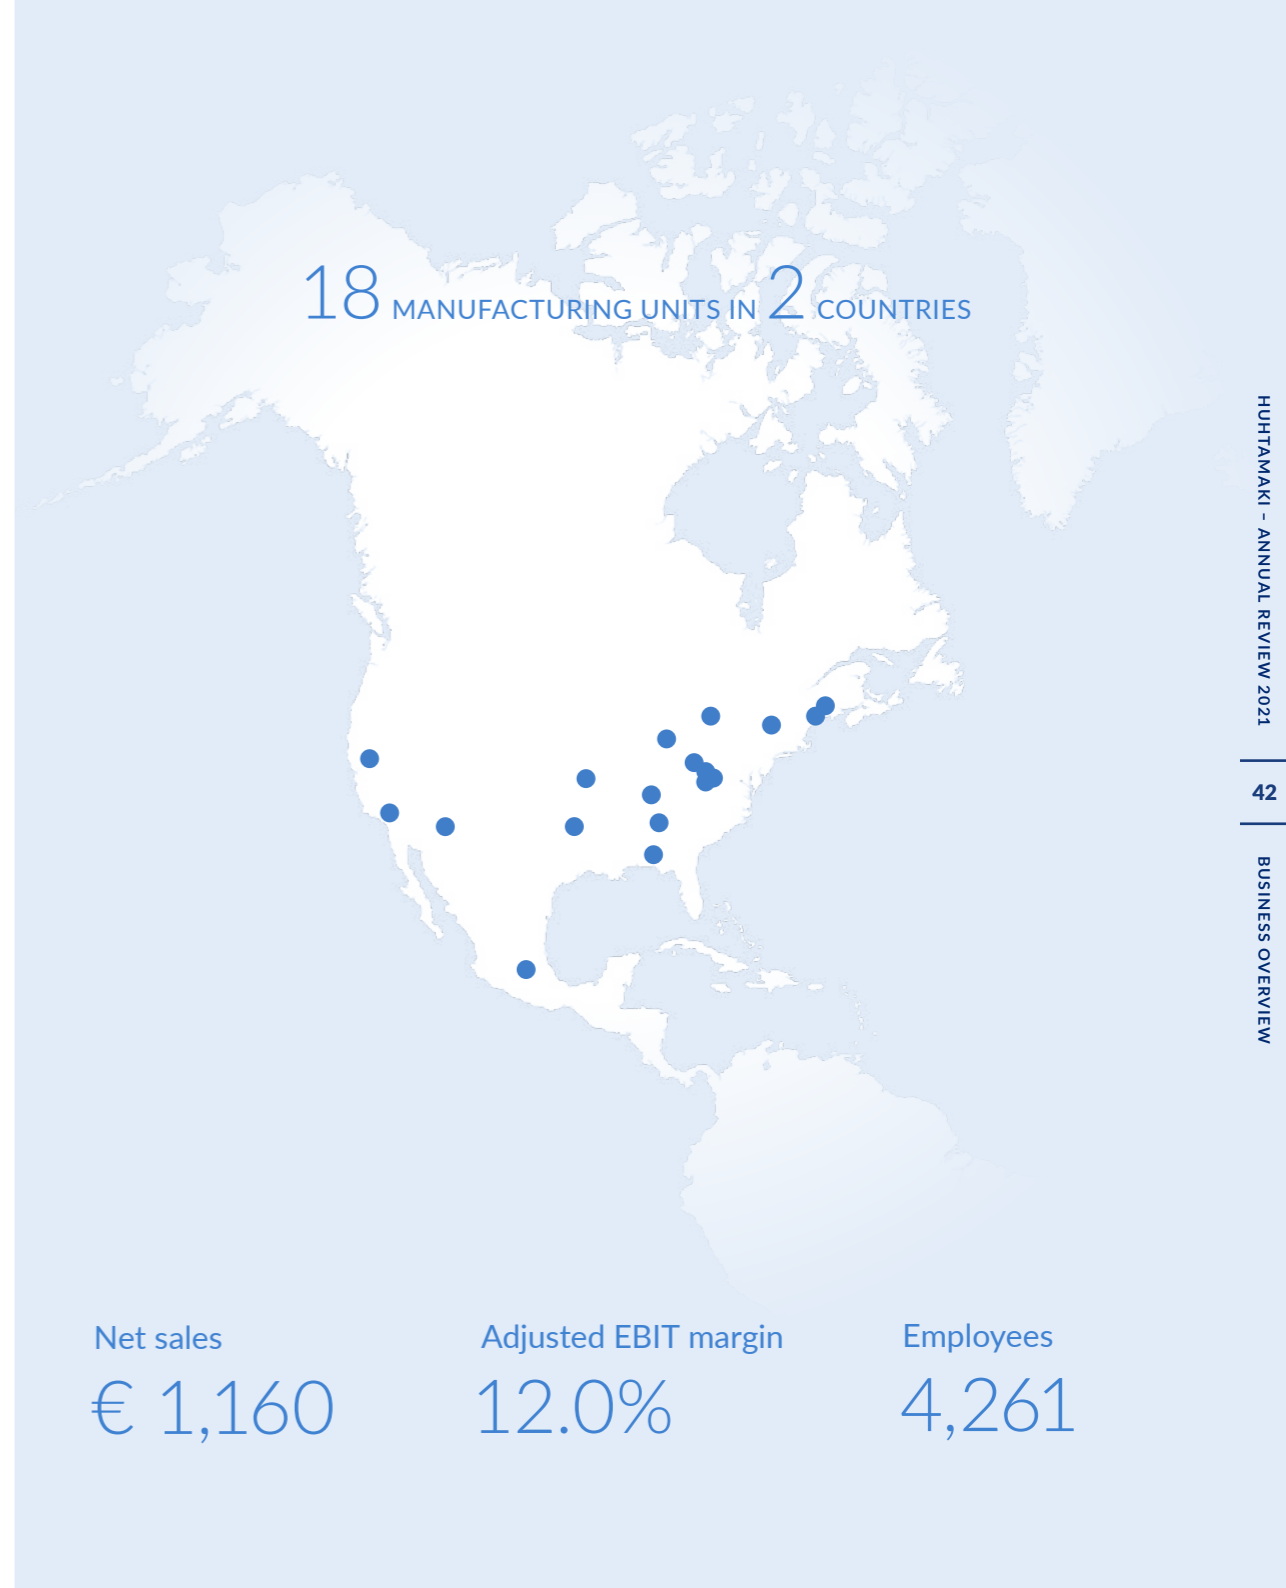 18 MANUFACTURING UNITS IN 2 COUNTRIES
Net sales
€ 1,160
Adjusted EBIT margin
12.0%
Employees
4,261
HUHTAMAKI – ANNUAL REVIEW 2021
42
BUSINESS OVERVIEW